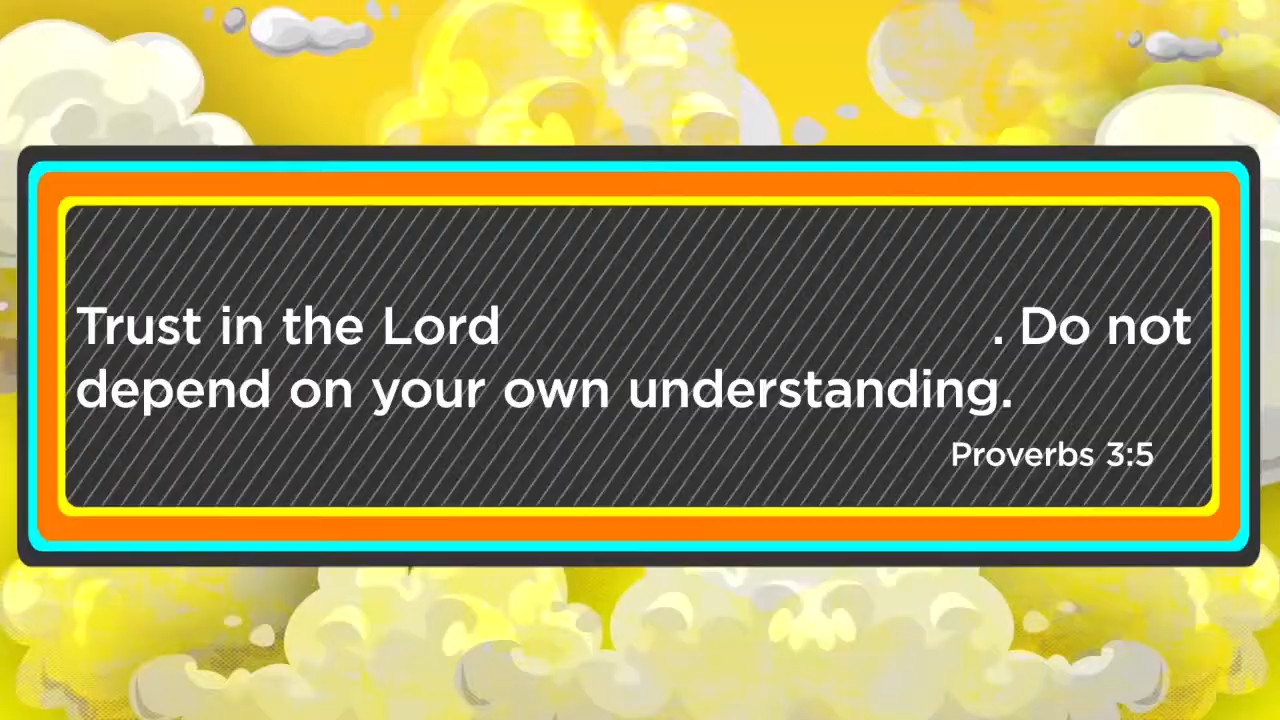 Trust in the Lord . Do not
depend on your own understanding.
Proverbs 3:5